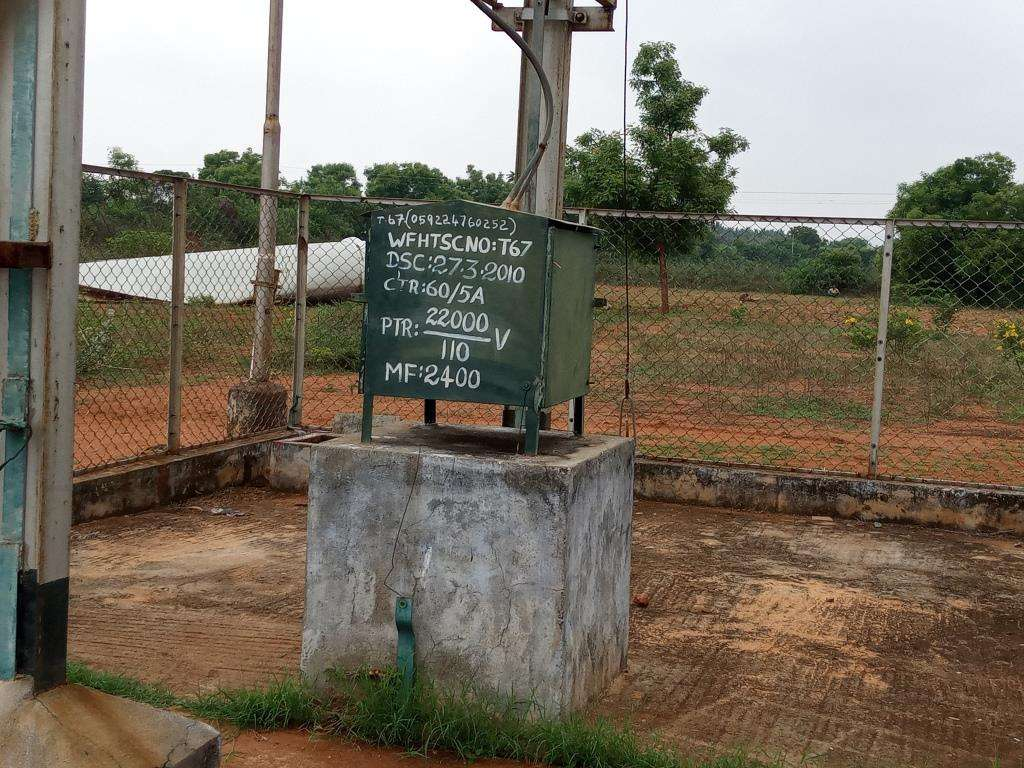 T67(059224760252)
WFHTSCNO:T67
DSC:27.3.2010
CTR:60/5A
PTR: 22000/110 V
MF:2400